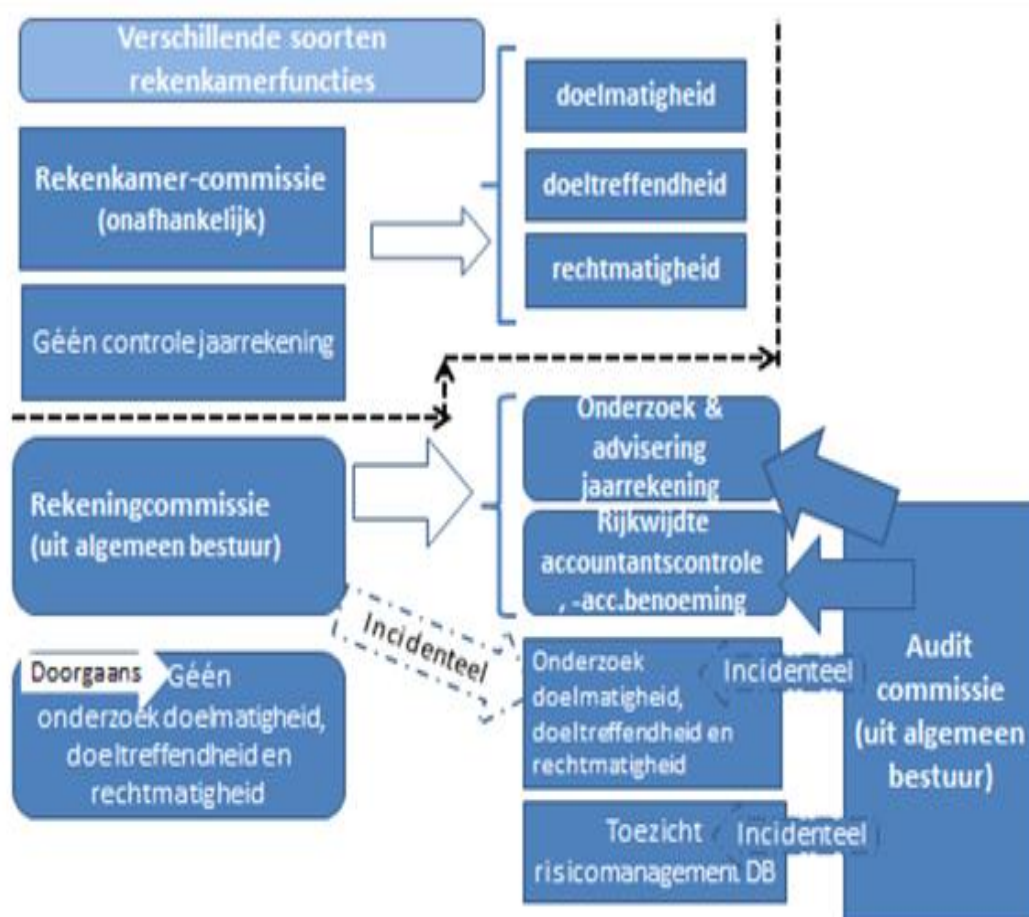 Verschillende soorten
rekenkamerfuncties
Rekenkamer-commissie
(onafhankelijk)
Géén controle jaarrekening
doelmatigheid
doeltreffendheid
rechtmatigheid
Rekeningcommissie
(uit algemeen bestuur)
Onderzoek &
advisering
jaarrekening
Rijkwijdte
accountantscontrole
, -acc.benoeming
Incidenteel
Doorgaans
Géén
onderzoek doelmatigheid,
doeltreffendheid en
rechtmatigheid
Onderzoek
doelmatigheid,
doeltreffendheid en
rechtmatigheid
Incidenteel
Toezicht
risicomanagement DB
Incidenteel
Audit
commissie
(uit algemeen
bestuur)